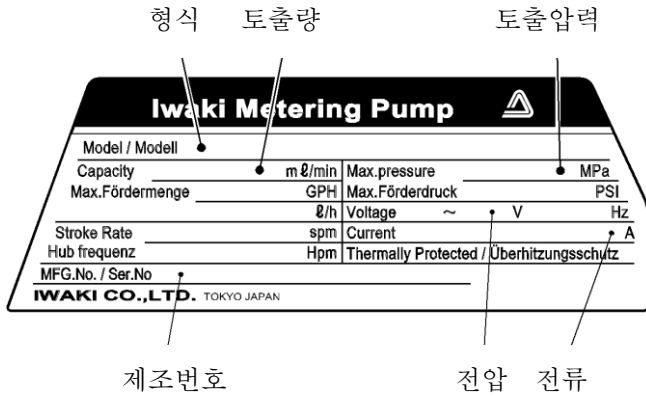 형식 토출량 토출압력
Iwaki Metering Pump
Model / Modell
Capacity mℓ/min Max.pressure MPa
Max.Fördermenge GPH Max.Förderdruck PSI
ℓ/h Voltage ~ V Hz
Stroke Rate spm Current A
Hub frequenz Hpm Thermally Protected / Überhitzungsschutz
MFG.No. / Ser.No
IWAKI CO.,LTD. TOKYO JAPAN
제조번호 전압 전류